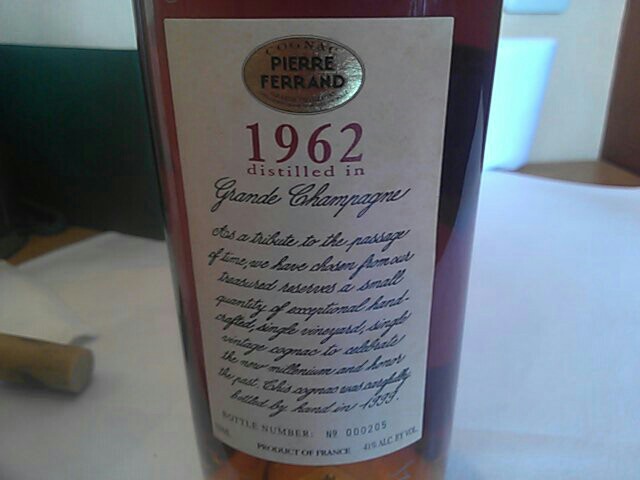 COGNAC
PIERRE
FERRAND
1962
distilled in
Grande Champagne
As a tribute to the passage
of time, we have chosen from our
treasured reserves a small
quantity of exceptional hand-
crafted, single vineyard, single
vintage cognac to celebrate
the new millenium and honor
the past. This cognac was carefully
bottled by hand in 1999.
BOTTLE NUMBER: Nº 000205
PRODUCT OF FRANCE 41% ALC. BY VOL.